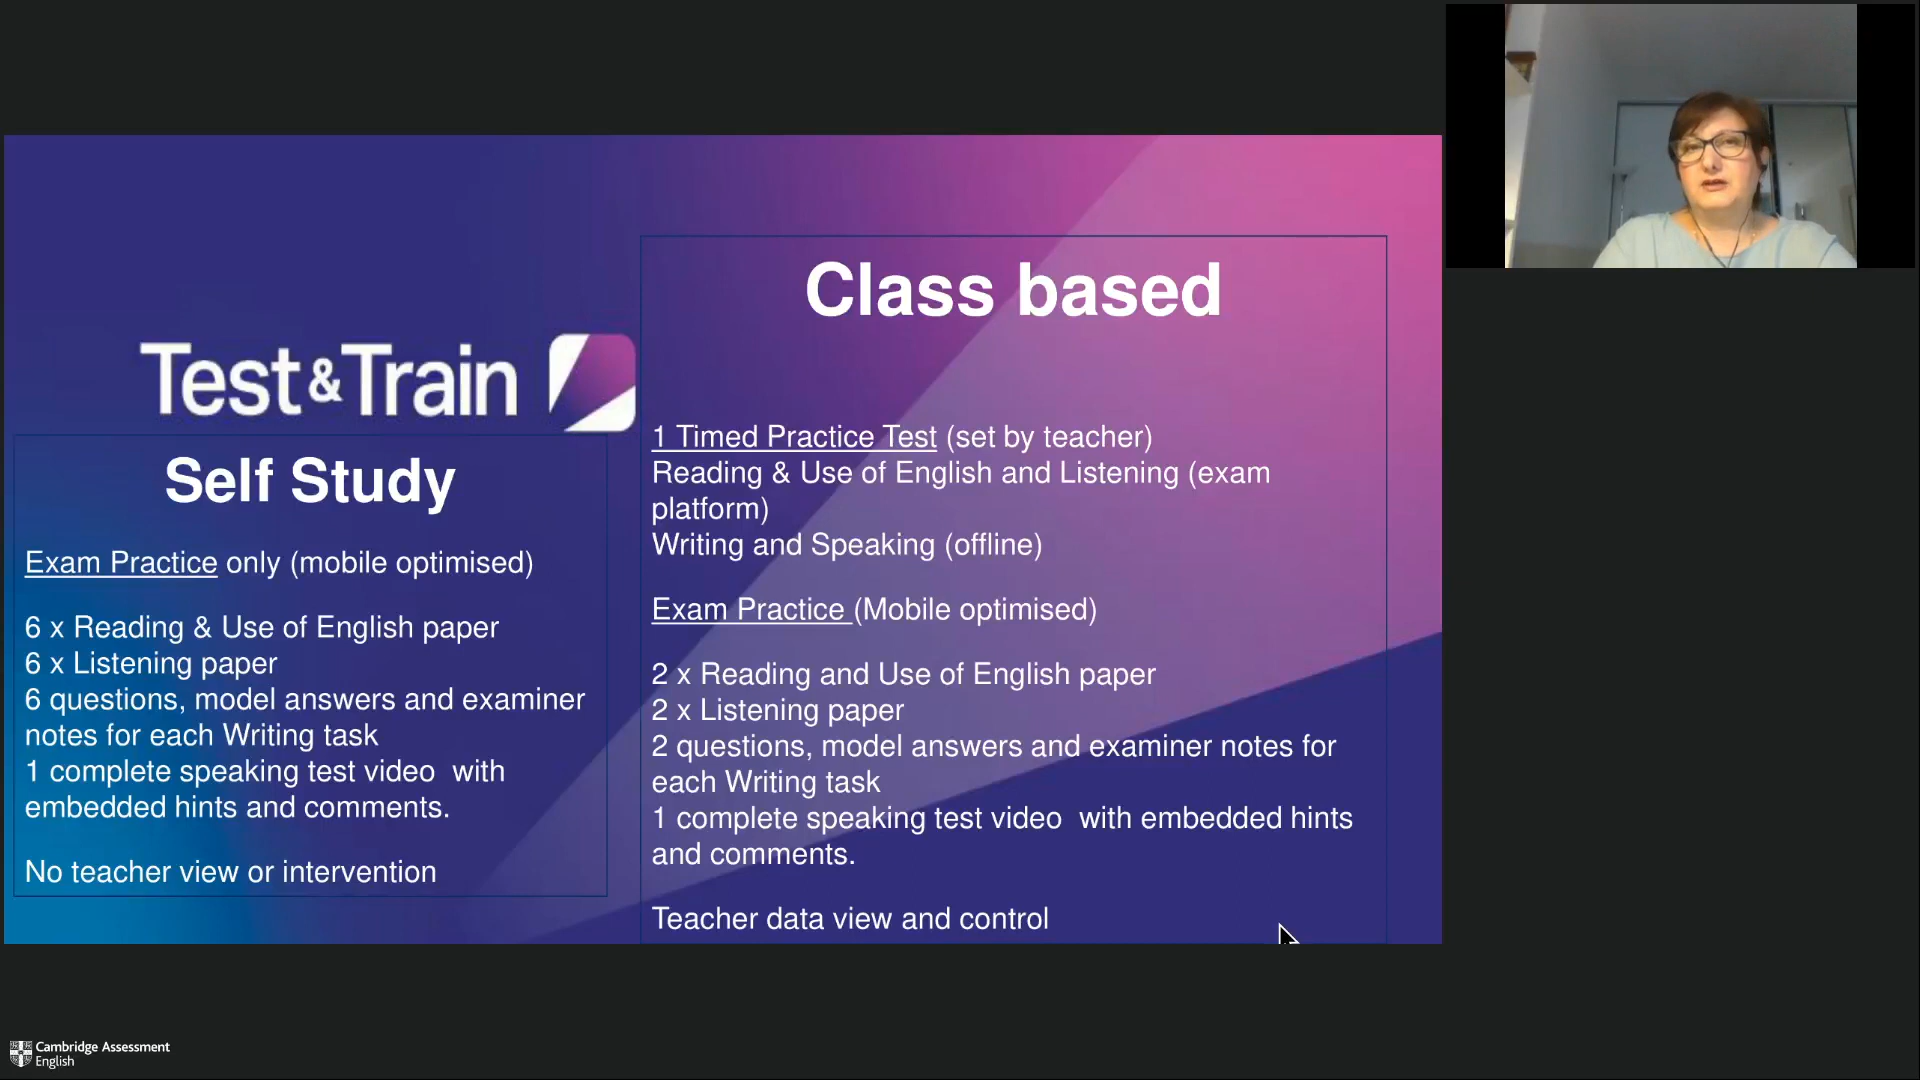 Test&Train
Self Study
Exam Practice only (mobile optimised)
6 x Reading & Use of English paper
6 x Listening paper
6 questions, model answers and examiner
notes for each Writing task
1 complete speaking test video  with
embedded hints and comments.
No teacher view or intervention
Class based
1 Timed Practice Test (set by teacher)
Reading & Use of English and Listening (exam
platform)
Writing and Speaking (offline)
Exam Practice (Mobile optimised)
2 x Reading and Use of English paper
2 x Listening paper
2 questions, model answers and examiner notes for
each Writing task
1 complete speaking test video  with embedded hints
and comments.
Teacher data view and control
Cambridge Assessment
English